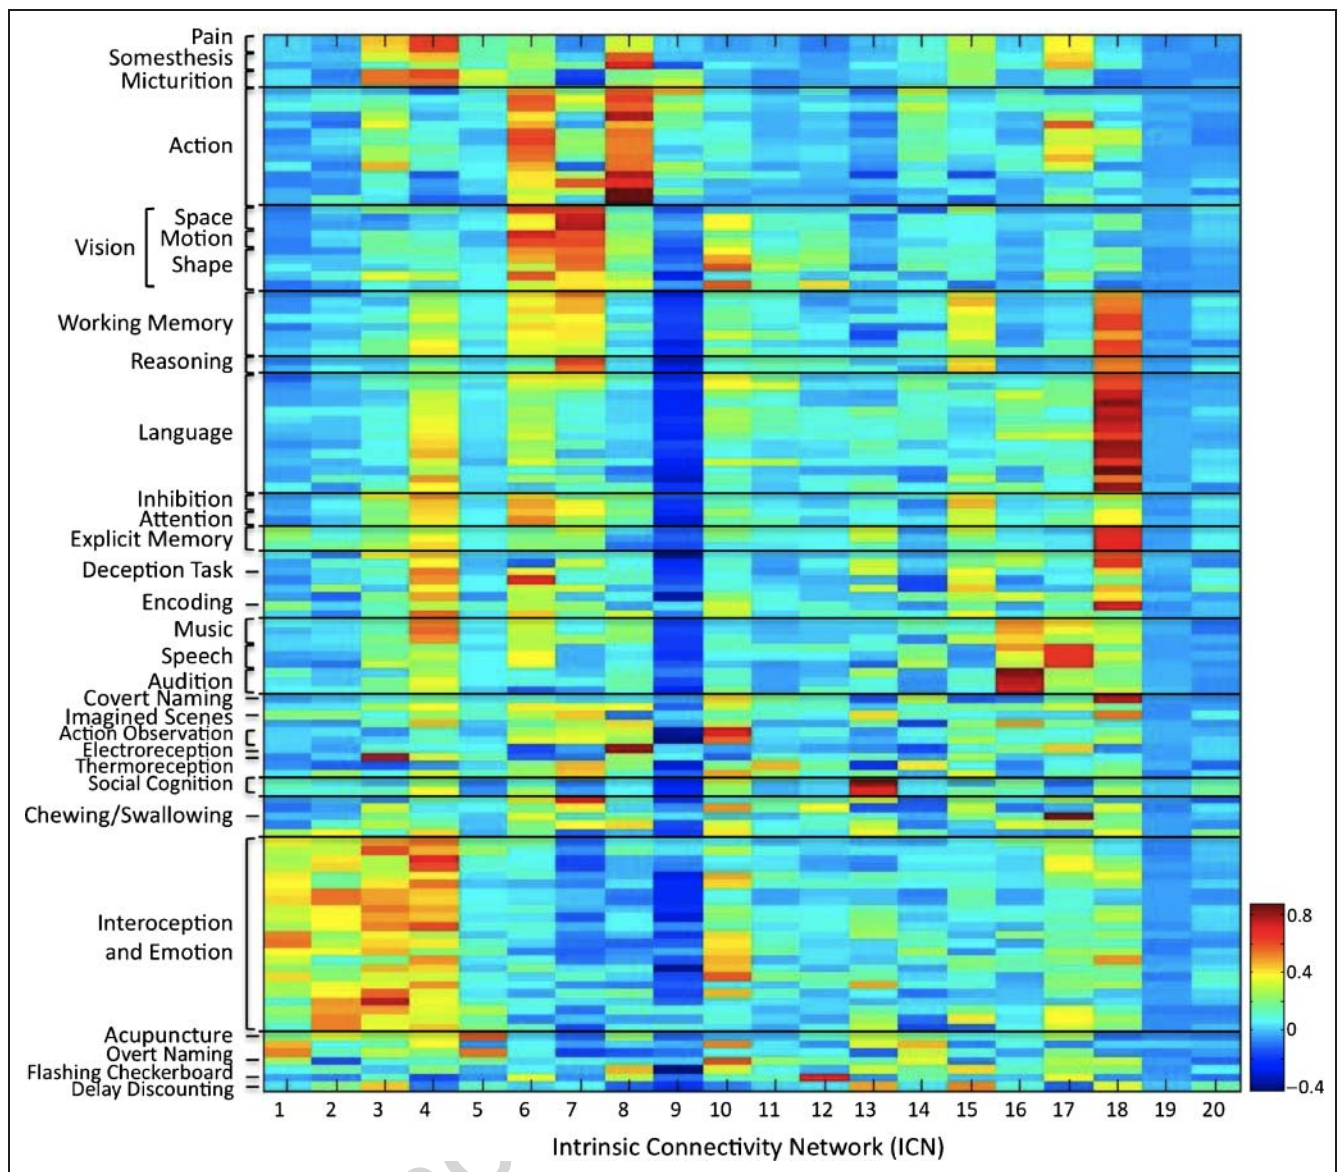 Pain
Somesthesis
Micturition
Action
Vision
Space
Motion
Shape
Working Memory
Reasoning
Language
Inhibition
Attention
Explicit Memory
Deception Task
Encoding
Music
Speech
Audition
Covert Naming
Imagined Scenes
Action Observation
Electroreception
Thermoreception
Social Cognition
Chewing/Swallowing
Interoception
and Emotion
Acupuncture
Overt Naming
Flashing Checkerboard
Delay Discounting
0.8
0.4
0
−0.4
1 2 3 4 5 6 7 8 9 10 11 12 13 14 15 16 17 18 19 20
Intrinsic Connectivity Network (ICN)